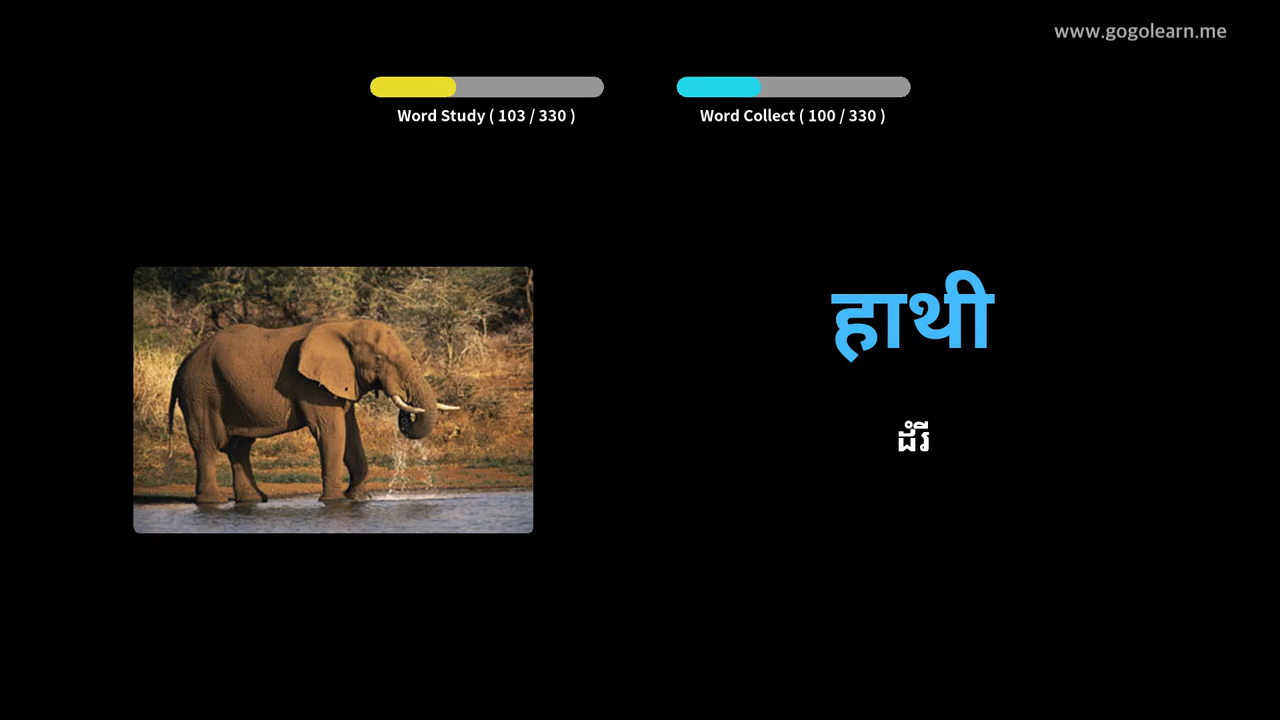 www.gogolearn.me
Word Study ( 103 / 330 )
Word Collect ( 100 / 330 )
हाथी
ដំរី